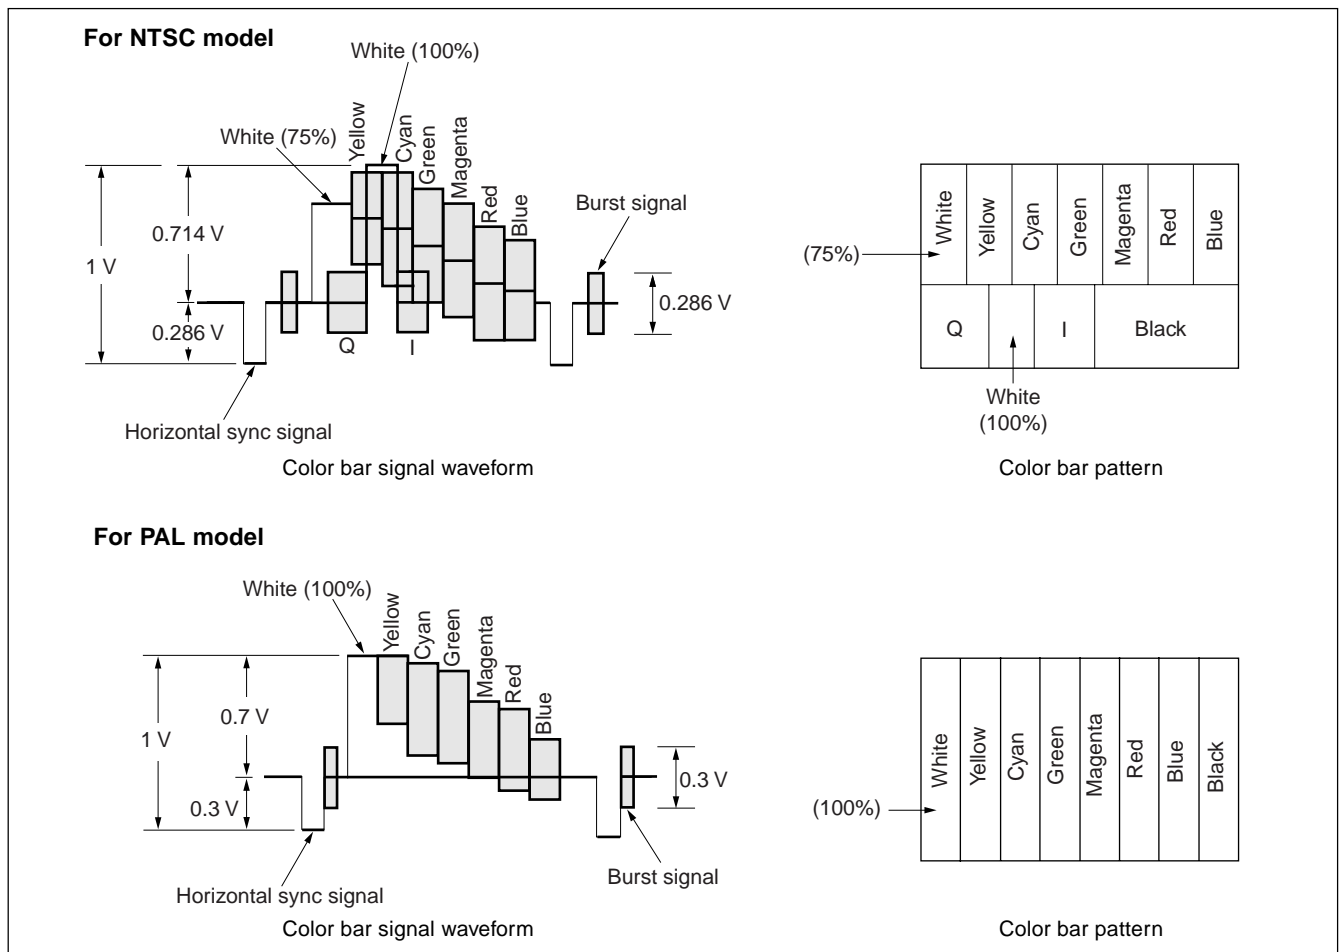 For NTSC model
White (100%)
White (75%)
Yellow
Cyan
Green
Magenta
Red
Blue
Burst signal
0.714 V
1 V
0.286 V
0.286 V
Q
I
Horizontal sync signal
Color bar signal waveform
White
Yellow
Cyan
Green
Magenta
Red
Blue
(75%)
Q
I
Black
White
(100%)
Color bar pattern
For PAL model
White (100%)
Yellow
Cyan
Green
Magenta
Red
Blue
0.7 V
1 V
0.3 V
0.3 V
Horizontal sync signal
Burst signal
Color bar signal waveform
White
Yellow
Cyan
Green
Magenta
Red
Blue
Black
(100%)
Color bar pattern